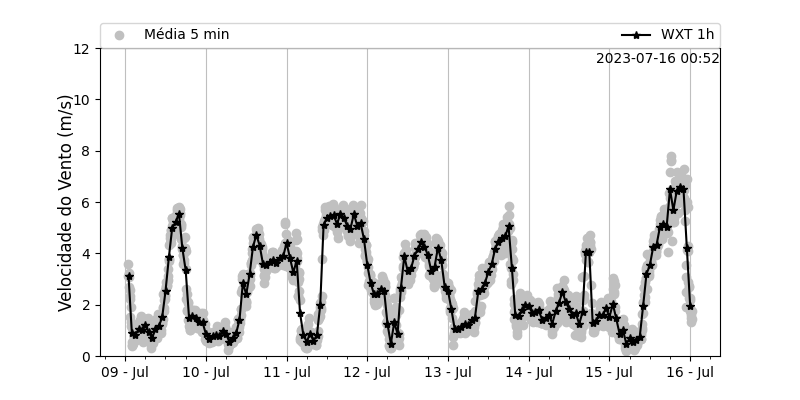 Média 5 min WXT 1h
2023-07-16 00:52
Velocidade do Vento (m/s)
12
10
8
6
4
2
0
09 - Jul 10 - Jul 11 - Jul 12 - Jul 13 - Jul 14 - Jul 15 - Jul 16 - Jul